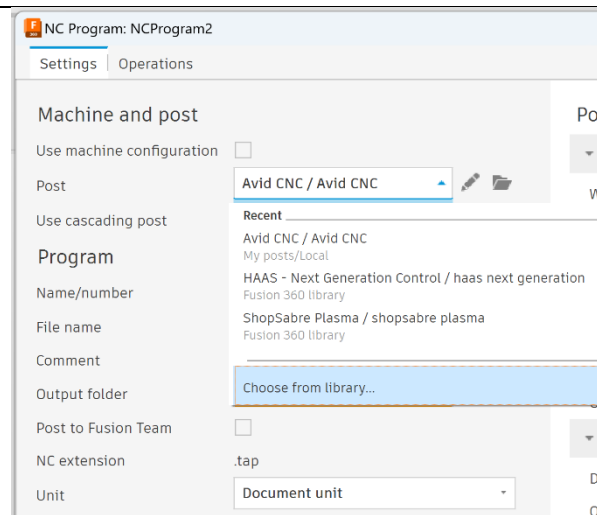 NC Program: NCProgram2
Settings Operations
Machine and post
Use machine configuration
Post
Avid CNC / Avid CNC
Recent
Avid CNC / Avid CNC
My posts/Local
HAAS - Next Generation Control / haas next generation
Fusion 360 library
ShopSabre Plasma / shopsabre plasma
Fusion 360 library
Choose from library...
Use cascading post
Program
Name/number
File name
Comment
Output folder
Post to Fusion Team
NC extension
.tap
Unit
Document unit
Po